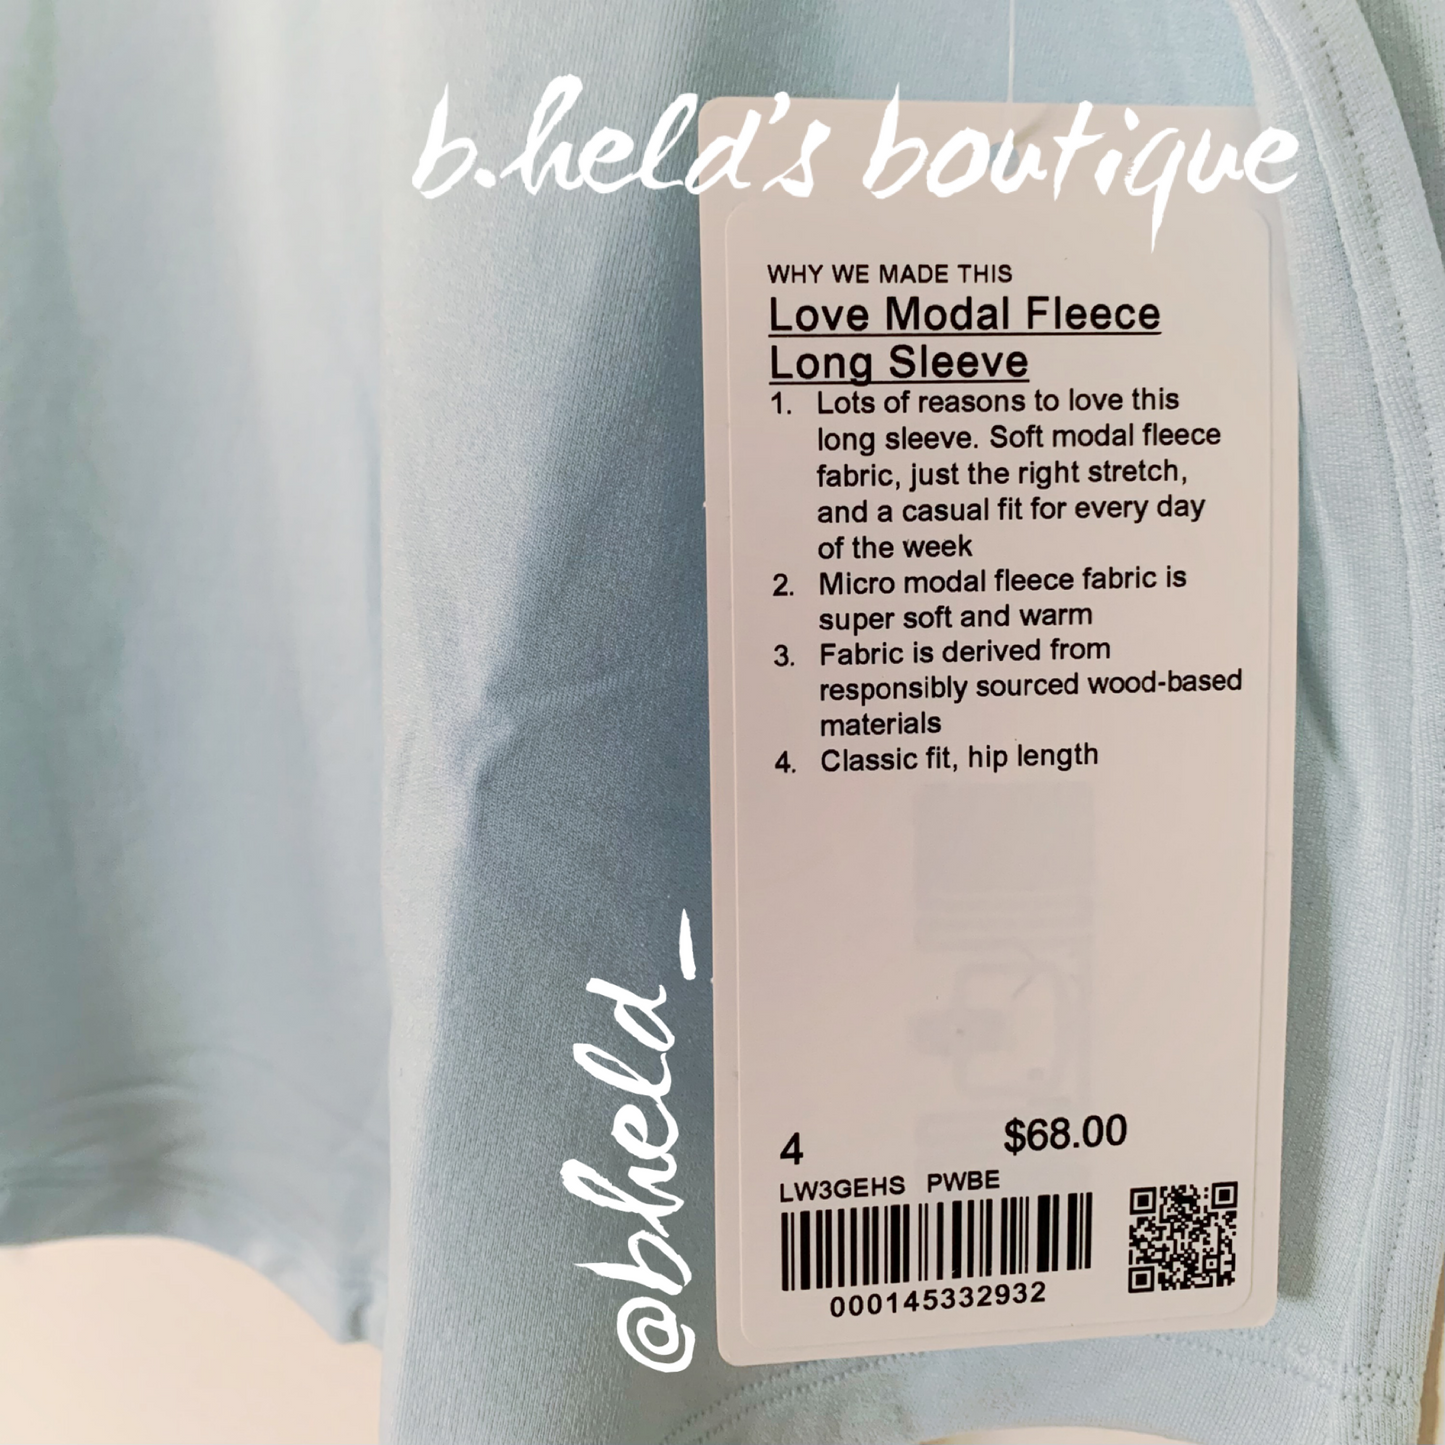 b.held's boutique
WHY WE MADE THIS
Love Modal Fleece
Long Sleeve
1. Lots of reasons to love this
long sleeve. Soft modal fleece
fabric, just the right stretch,
and a casual fit for every day
of the week
2. Micro modal fleece fabric is
super soft and warm
3. Fabric is derived from
responsibly sourced wood-based
materials
4. Classic fit, hip length
4 $68.00
LW3GEHS PWBE
000145332932
@bheld_